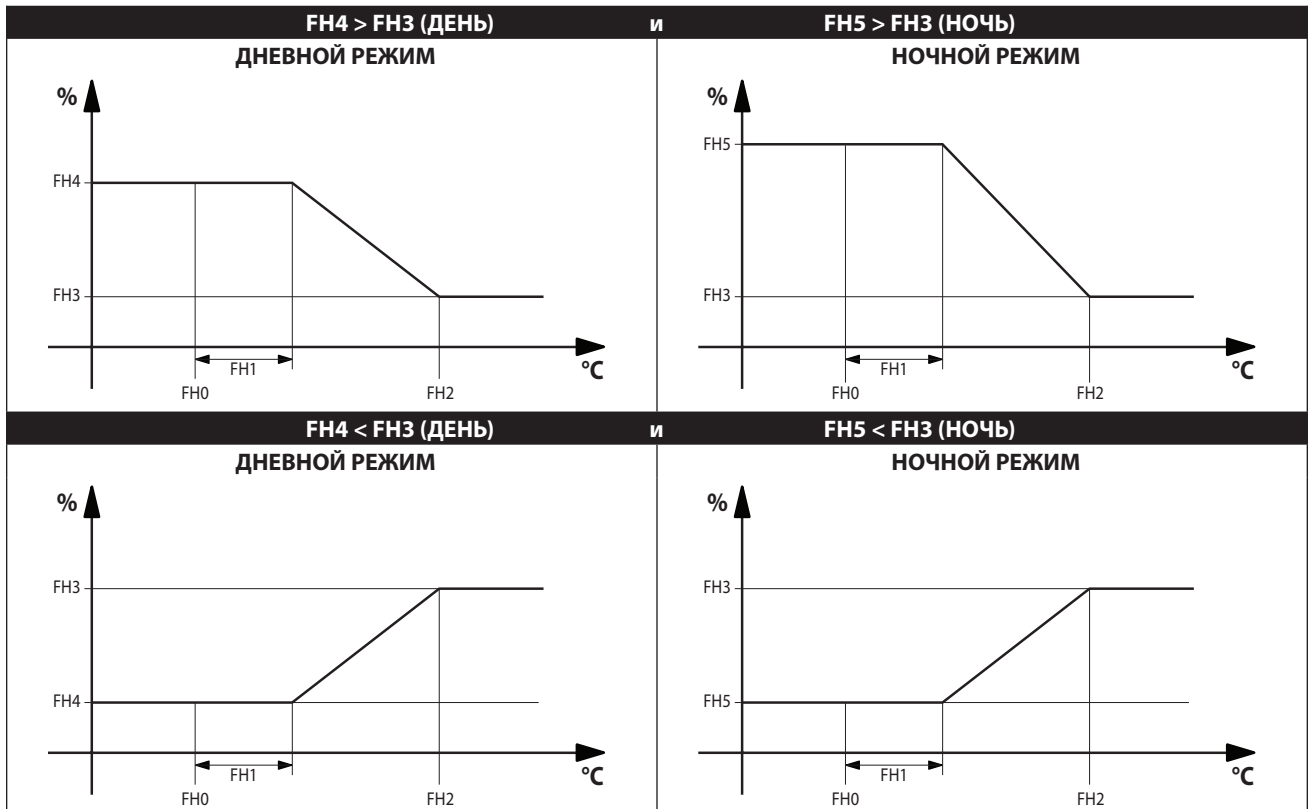 FH4 > FH3 (ДЕНЬ) и FH5 > FH3 (НОЧЬ)
ДНЕВНОЙ РЕЖИМ
%
FH4
FH3
FH1
°C
FH0
FH2
НОЧНОЙ РЕЖИМ
%
FH5
FH3
FH1
°C
FH0
FH2
FH4 < FH3 (ДЕНЬ) и FH5 < FH3 (НОЧЬ)
ДНЕВНОЙ РЕЖИМ
%
FH3
FH4
FH1
°C
FH0
FH2
НОЧНОЙ РЕЖИМ
%
FH3
FH5
FH1
°C
FH0
FH2